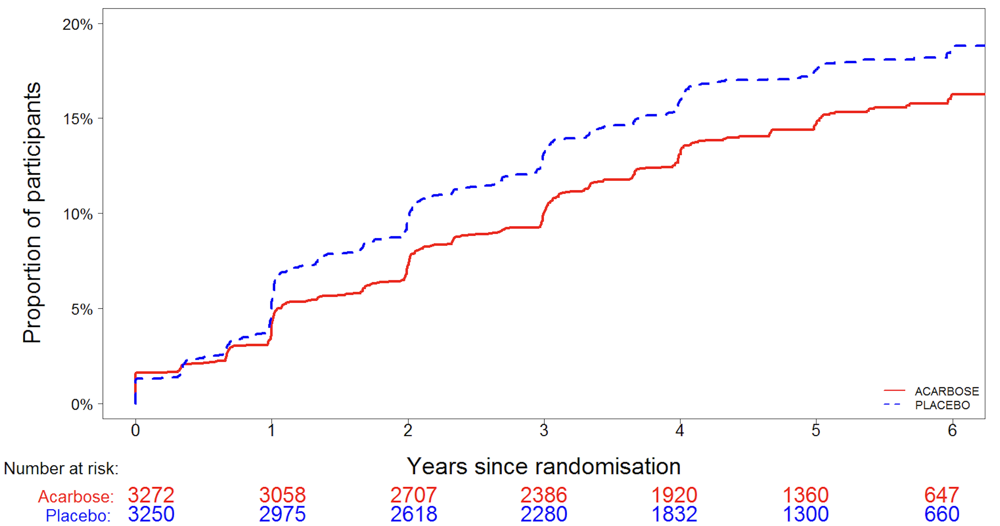 20%
15%
10%
5%
0%
Proportion of participants
ACARBOSE
PLACEBO
0 1 2 3 4 5 6
Years since randomisation
Number at risk:
Acarbose: 3272 3058 2707 2386 1920 1360 647
Placebo: 3250 2975 2618 2280 1832 1300 660